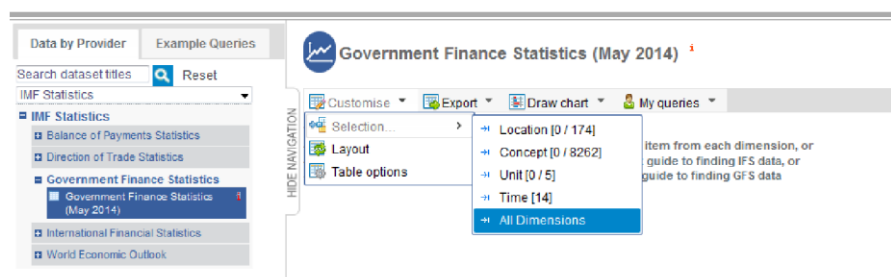 Data by Provider
Example Queries
Search dataset titles
Reset
IMF Statistics
IMF Statistics
Balance of Payments Statistics
Direction of Trade Statistics
Government Finance Statistics
Government Finance Statistics
(May 2014)
i
International Financial Statistics
World Economic Outlook
HIDE NAVIGATION
Government Finance Statistics (May 2014) i
Customise
Export
Draw chart
My queries
Selection...
Layout
Table options
Location [0 / 174]
Concept [0 / 8262]
Unit [0 / 5]
Time [14]
All Dimensions
item from each dimension, or
guide to finding IFS data, or
guide to finding GFS data